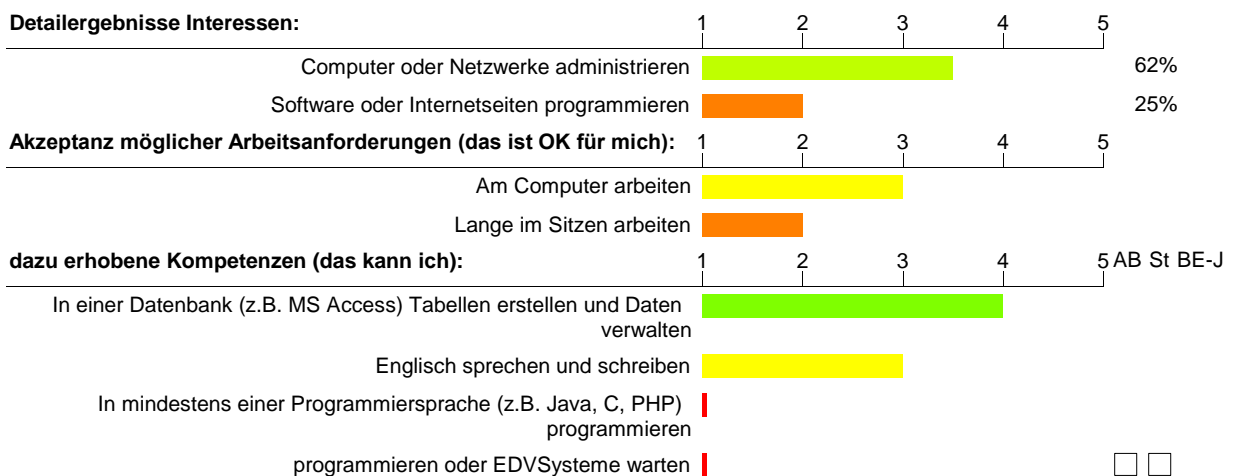 Detailergebnisse Interessen: 1 2 3 4 5
Computer oder Netzwerke administrieren 62%
Software oder Internetseiten programmieren 25%
Akzeptanz möglicher Arbeitsanforderungen (das ist OK für mich): 1 2 3 4 5
Am Computer arbeiten
Lange im Sitzen arbeiten
dazu erhobene Kompetenzen (das kann ich): 1 2 3 4 5 AB St BE-J
In einer Datenbank (z.B. MS Access) Tabellen erstellen und Daten
verwalten
Englisch sprechen und schreiben
In mindestens einer Programmiersprache (z.B. Java, C, PHP)
programmieren
programmieren oder EDVSysteme warten